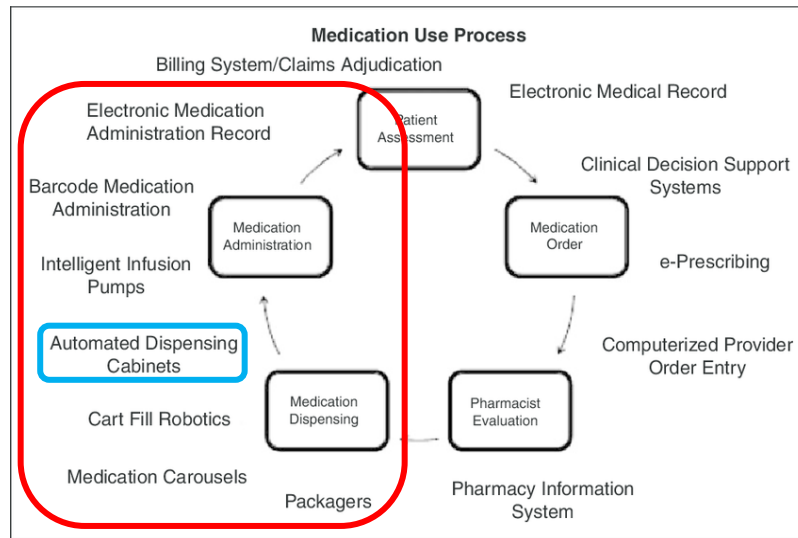 Medication Use Process
Billing System/Claims Adjudication
Electronic Medical Record
Electronic Medication
Administration Record
Patient
Assessment
Clinical Decision Support
Systems
Barcode Medication
Administration
Medication
Administration
Medication
Order
Intelligent Infusion
Pumps
e-Prescribing
Automated Dispensing
Cabinets
Computerized Provider
Order Entry
Medication
Dispensing
Pharmacist
Evaluation
Cart Fill Robotics
Medication Carousels
Packagers
Pharmacy Information
System